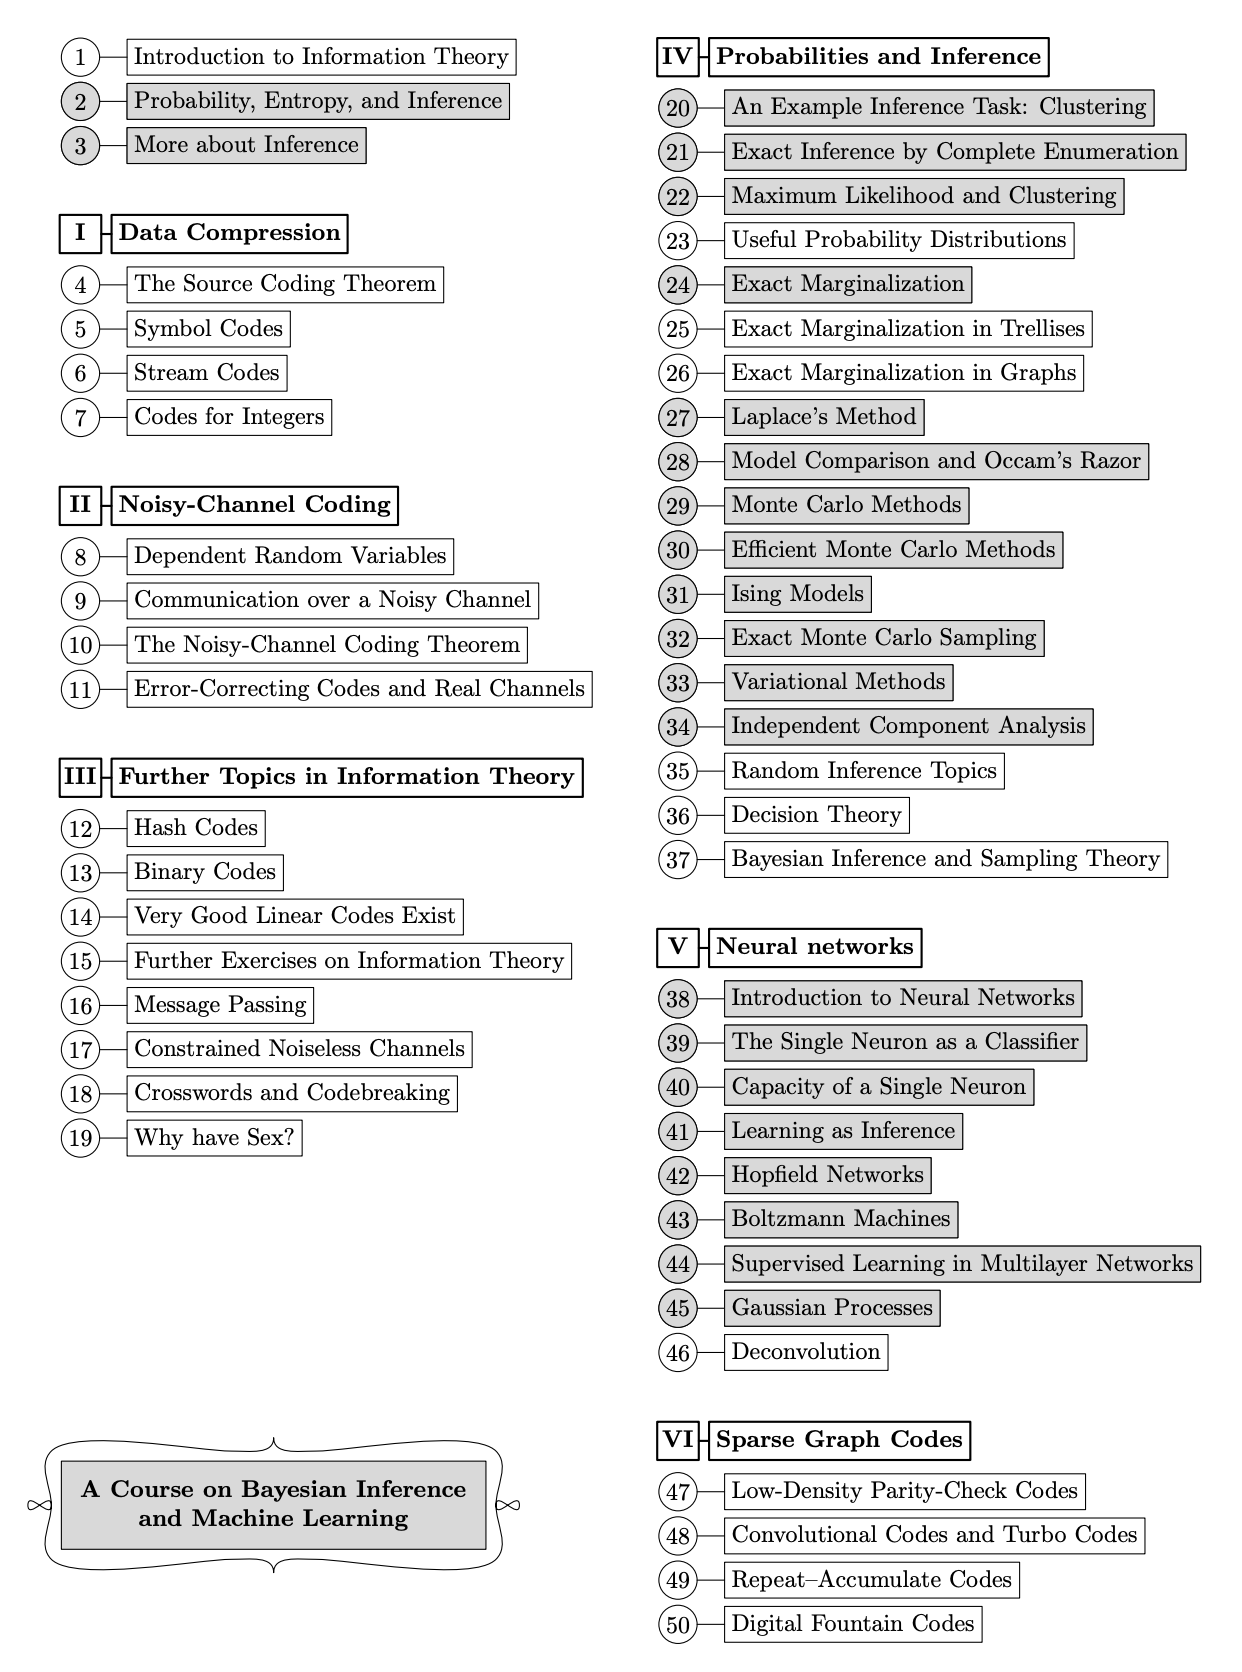 1 Introduction to Information Theory
2 Probability, Entropy, and Inference
3 More about Inference
I Data Compression
4 The Source Coding Theorem
5 Symbol Codes
6 Stream Codes
7 Codes for Integers
II Noisy-Channel Coding
8 Dependent Random Variables
9 Communication over a Noisy Channel
10 The Noisy-Channel Coding Theorem
11 Error-Correcting Codes and Real Channels
III Further Topics in Information Theory
12 Hash Codes
13 Binary Codes
14 Very Good Linear Codes Exist
15 Further Exercises on Information Theory
16 Message Passing
17 Constrained Noiseless Channels
18 Crosswords and Codebreaking
19 Why have Sex?
A Course on Bayesian Inference
and Machine Learning
IV Probabilities and Inference
20 An Example Inference Task: Clustering
21 Exact Inference by Complete Enumeration
22 Maximum Likelihood and Clustering
23 Useful Probability Distributions
24 Exact Marginalization
25 Exact Marginalization in Trellises
26 Exact Marginalization in Graphs
27 Laplace's Method
28 Model Comparison and Occam's Razor
29 Monte Carlo Methods
30 Efficient Monte Carlo Methods
31 Ising Models
32 Exact Monte Carlo Sampling
33 Variational Methods
34 Independent Component Analysis
35 Random Inference Topics
36 Decision Theory
37 Bayesian Inference and Sampling Theory
V Neural networks
38 Introduction to Neural Networks
39 The Single Neuron as a Classifier
40 Capacity of a Single Neuron
41 Learning as Inference
42 Hopfield Networks
43 Boltzmann Machines
44 Supervised Learning in Multilayer Networks
45 Gaussian Processes
46 Deconvolution
VI Sparse Graph Codes
47 Low-Density Parity-Check Codes
48 Convolutional Codes and Turbo Codes
49 Repeat–Accumulate Codes
50 Digital Fountain Codes